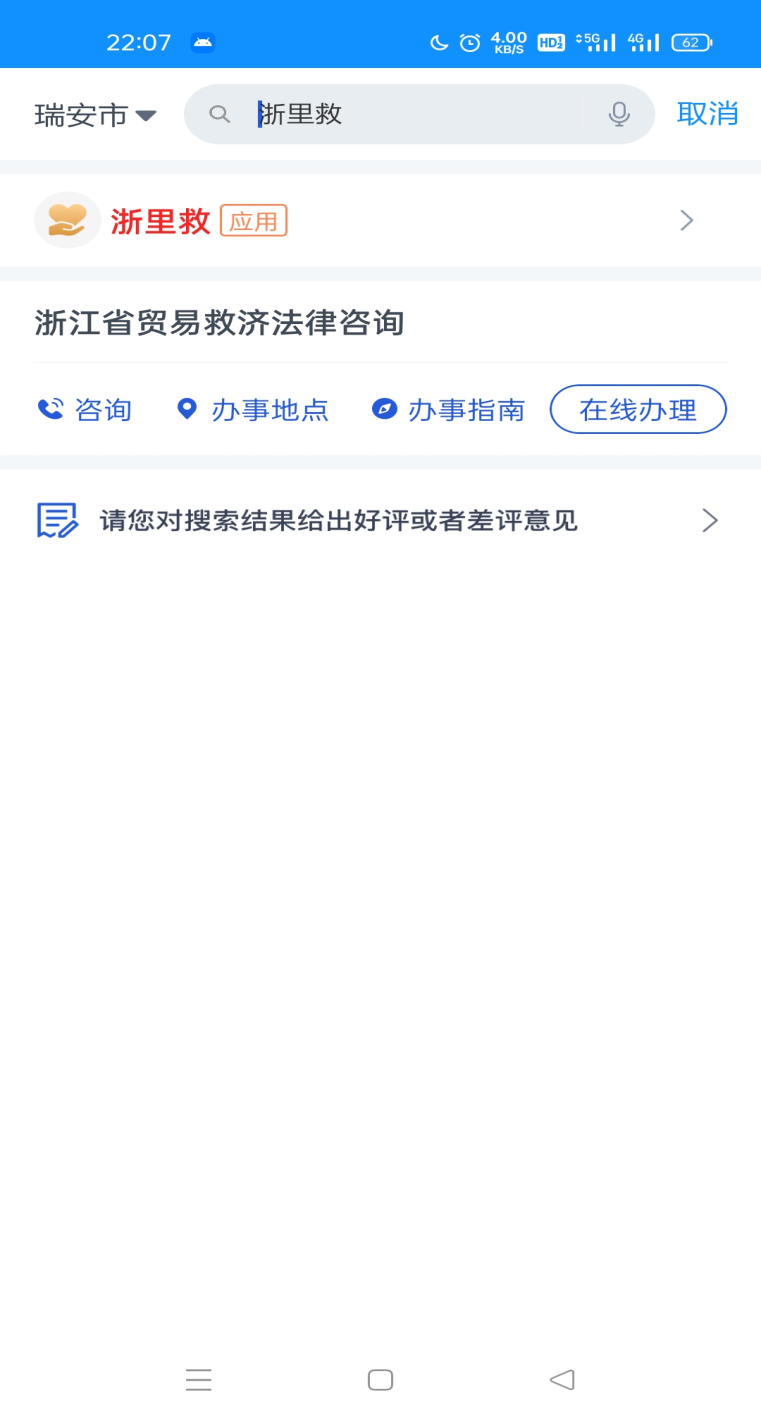 22:07 4.00 KB/S HD 5G 4G 62
瑞安市 浙里救 取消
浙里救 应用
浙江省贸易救济法律咨询
咨询 办事地点 办事指南 在线办理
请您对搜索结果给出好评或者差评意见